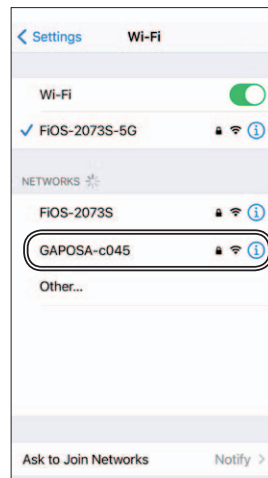 Settings Wi-Fi
Wi-Fi
FiOS-2073S-5G
NETWORKS
FiOS-2073S
GAPOSA-c045
Other...
Ask to Join Networks Notify